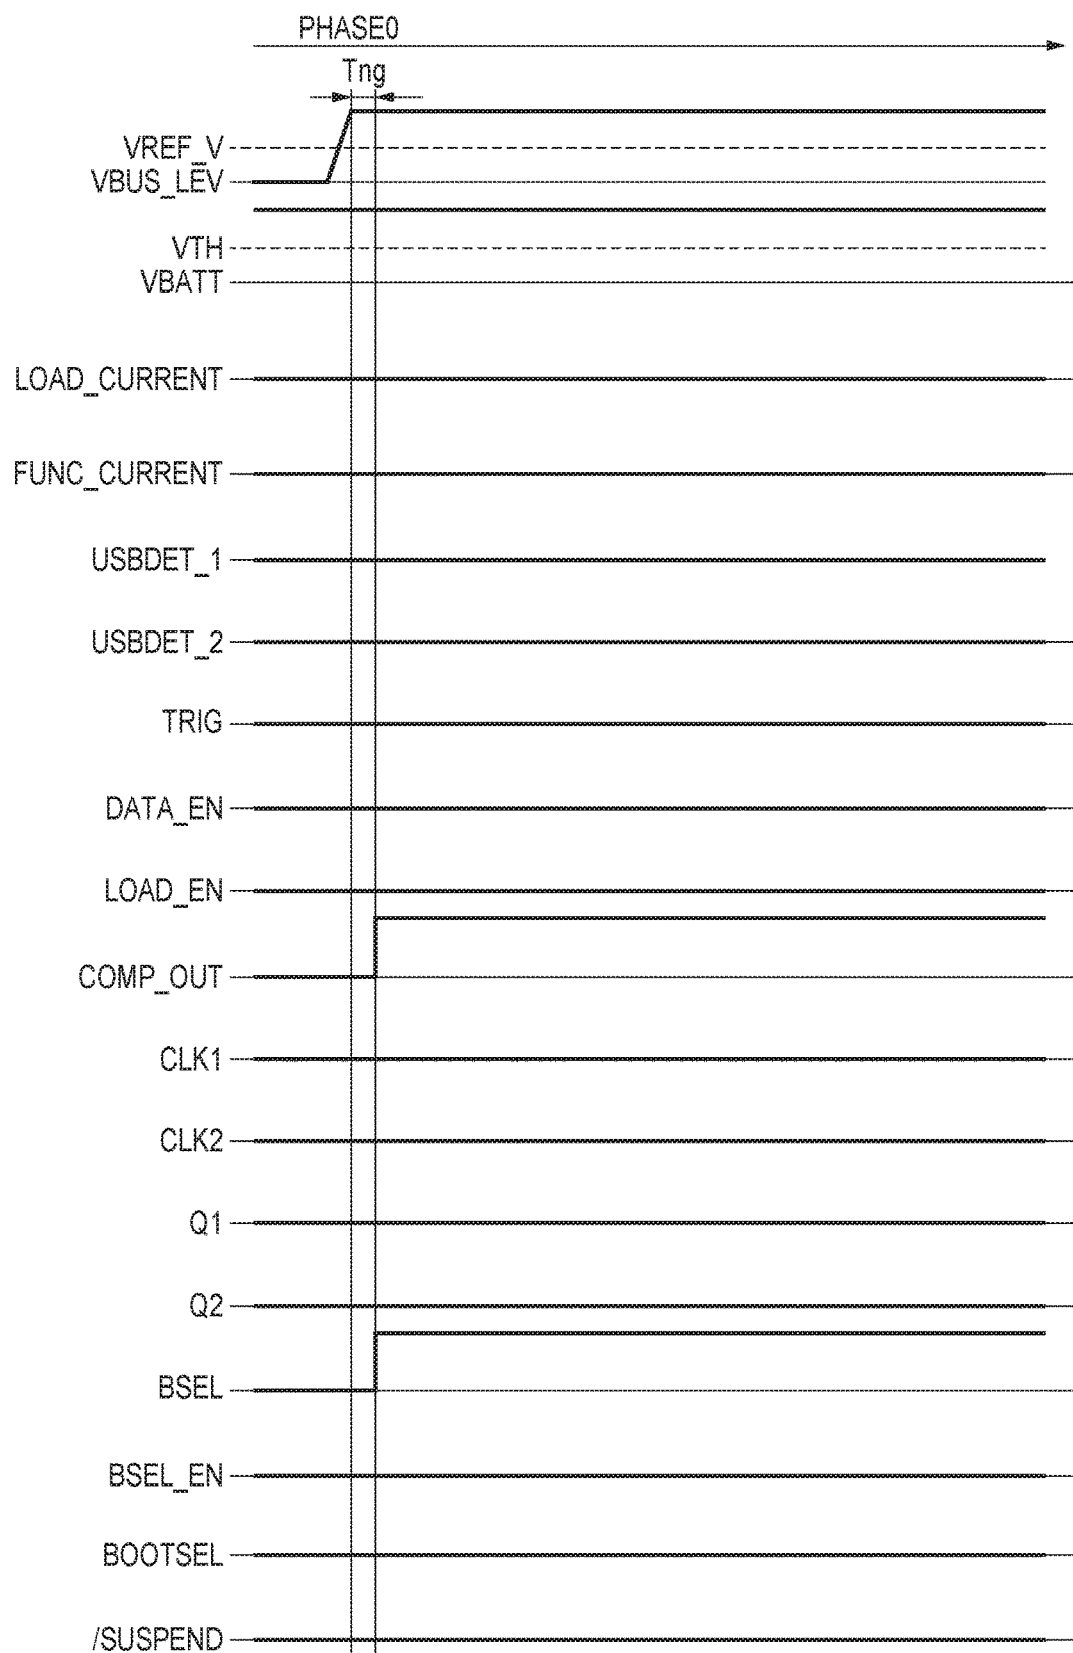 PHASE0
Tng
VREF_V
VBUS_LEV
VTH
VBATT
LOAD_CURRENT
FUNC_CURRENT
USBDET_1
USBDET_2
TRIG
DATA_EN
LOAD_EN
COMP_OUT
CLK1
CLK2
Q1
Q2
BSEL
BSEL_EN
BOOTSEL
/SUSPEND